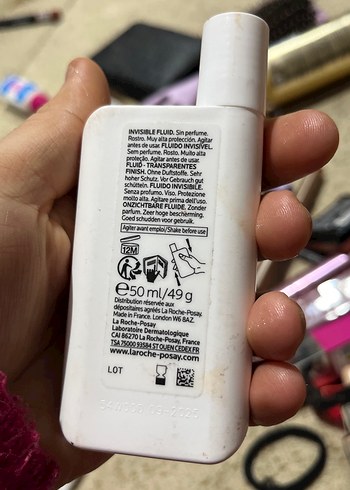 INVISIBLE FLUID. Sin perfume.
Rostro. Muy alta protección. Agitar
antes de usar. FLUIDO INVISÍVEL.
Sem perfume. Rosto. Muito alta
proteção. Agitar antes de usar.
FLUID - TRANSPARENTES
FINISH. Ohne Duftstoffe. Sehr
hoher Schutz. Vor Gebrauch gut
schütteln. FLUIDO INVISIBILE.
Senza profumo. Viso. Protezione
molto alta. Agitare prima dell'uso.
ONZICHTBARE FLUIDE. Zonder
parfum. Zeer hoge bescherming.
Goed schudden voor gebruik.
Agiter avant emploi/Shake before use
12M
℮50 ml/49 g
Distribution réservée aux
dépositaires agréés La Roche-Posay.
Made in France. London W6 8AZ.
La Roche-Posay
Laboratoire Dermatologique
CAI 86270 La Roche-Posay, France
TSA 75000 93584 ST OUEN CEDEX FR
www.laroche-posay.com
LOT